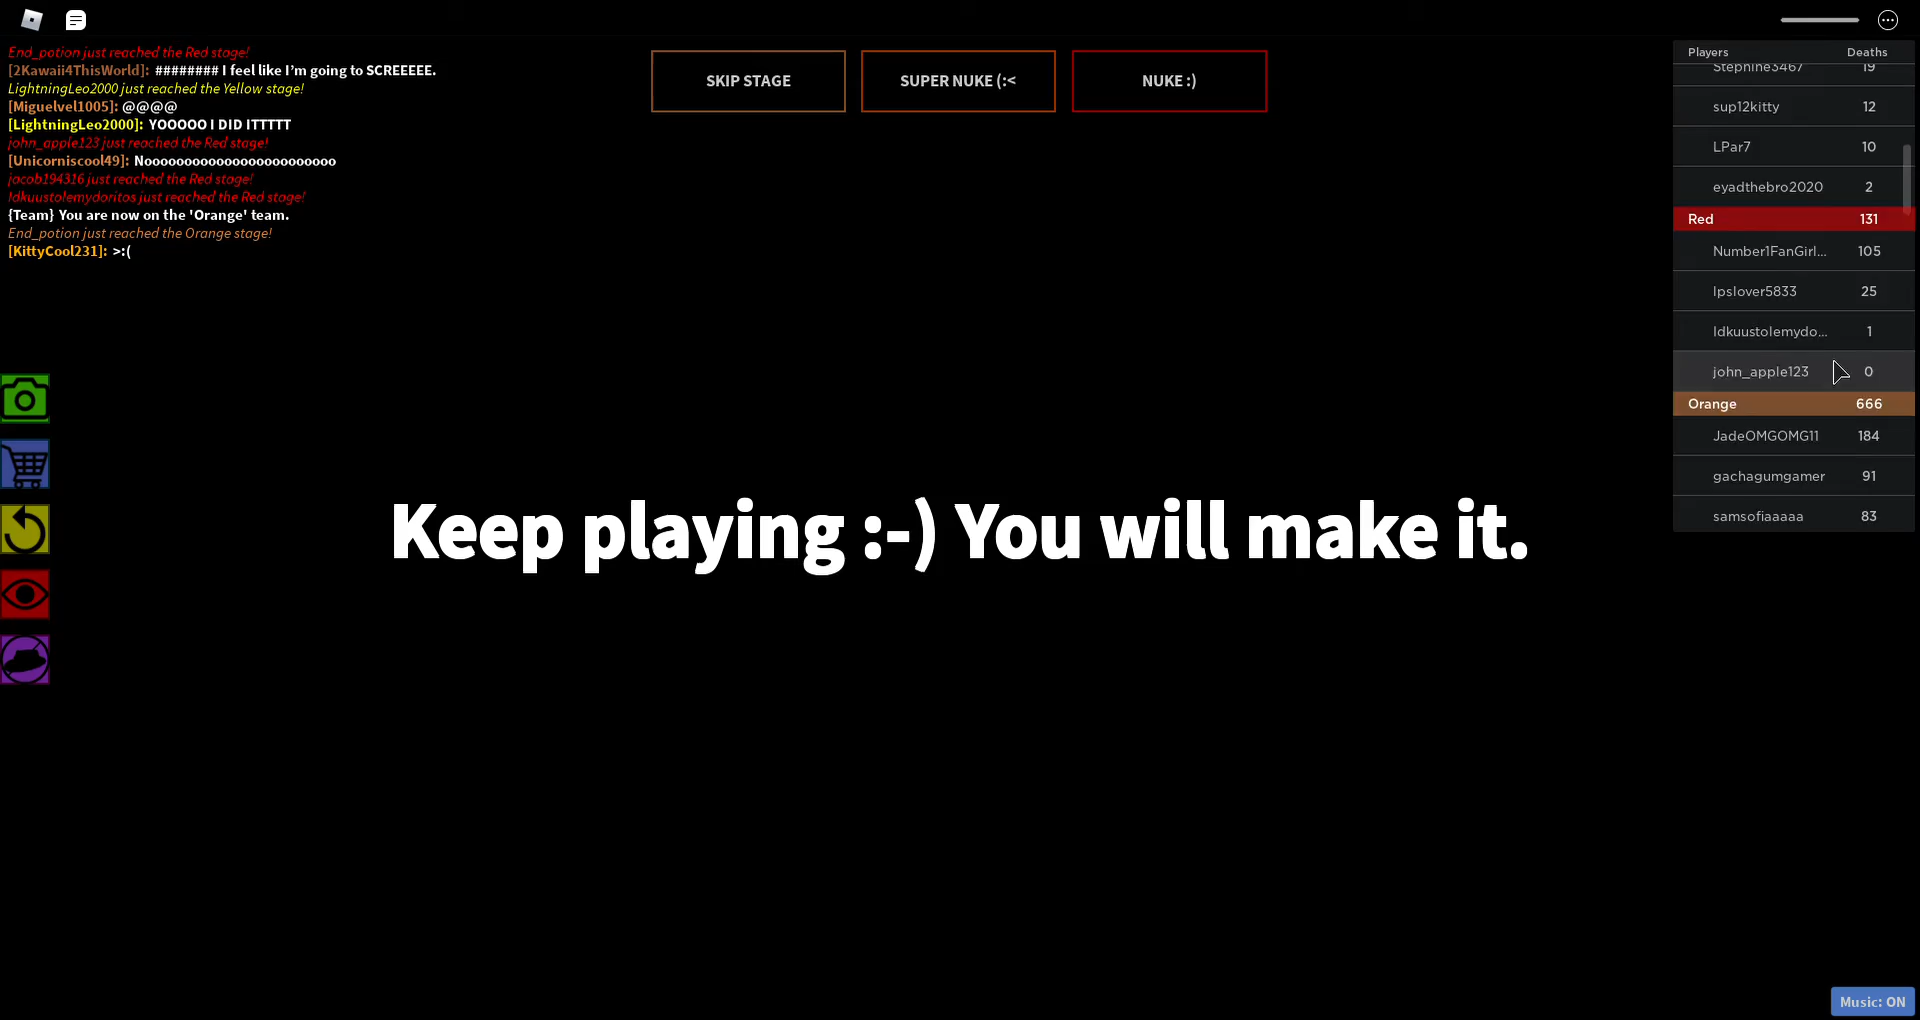 End_potion just reached the Red stage!
[2Kawaii4ThisWorld]: ######## I feel like I'm going to SCREEEEE.
LightningLeo2000 just reached the Yellow stage!
[Miguelvel1005]: @@@@
[LightningLeo2000]: YOOOOO I DID ITTTTT
john_apple123 just reached the Red stage!
[Unicorniscool49]: Noooooooooooooooooooooooo
jacob194316 just reached the Red stage!
Idkuustolemydoritos just reached the Red stage!
{Team} You are now on the 'Orange' team.
End_potion just reached the Orange stage!
[KittyCool231]: >:(
SKIP STAGE
SUPER NUKE (:<
NUKE :)
Players Deaths
Stephine3467 19
sup12kitty 12
LPar7 10
eyadthebro2020 2
Red 131
Number1FanGirl... 105
lpslover5833 25
Idkuustolemydo... 1
john_apple123 0
Orange 666
JadeOMGOMG11 184
gachagumgamer 91
samsofiaaaaa 83
Keep playing :-) You will make it.
Music: ON